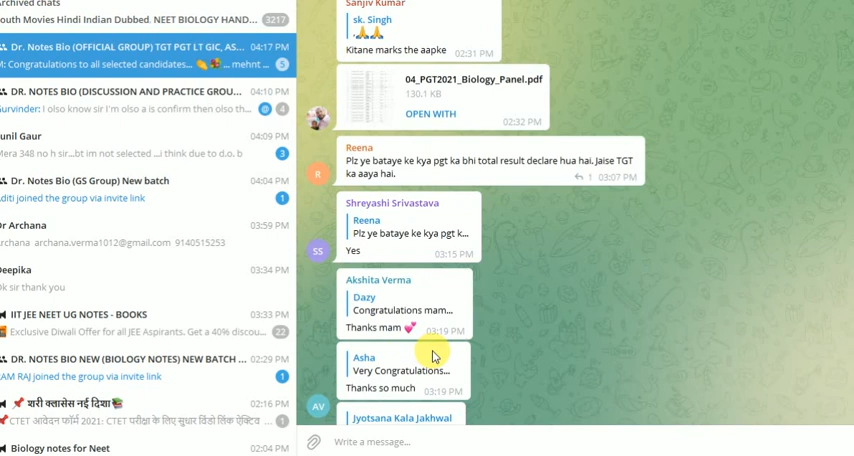 Archived chats
outh Movies Hindi Indian Dubbed, NEET BIOLOGY HAND... 3217
Dr. Notes Bio (OFFICIAL GROUP) TGT PGT LT GIC, AS... 04:17 PM
M: Congratulations to all selected candidates... 👏 💐 ... mehnt ... 5
DR. NOTES BIO (DISCUSSION AND PRACTICE GROU... 04:10 PM
Gurvinder: I olso know sir I'm olso a is confirm then olso th... @ 4
unil Gaur 04:09 PM
Mera 348 no h sir...bt im not selected ...i think due to d.o. b 3
Dr. Notes Bio (GS Group) New batch 04:04 PM
Aditi joined the group via invite link 1
Dr Archana 03:59 PM
Archana archana.verma1012@gmail.com 9140515253
Deepika 03:34 PM
Ok sir thank you
IIT JEE NEET UG NOTES - BOOKS 03:33 PM
Exclusive Diwali Offer for all JEE Aspirants. Get a 40% discou... 22
DR. NOTES BIO NEW (BIOLOGY NOTES) NEW BATCH ... 02:29 PM
RAM RAJ joined the group via invite link 1
📌 शरी क्लासेस नई दिशा📚 02:16 PM
📌CTET आवेदन फॉर्म 2021: CTET परीक्षा के लिए सुधार विंडो लिंक ऐक्टिव ... 1
Biology notes for Neet 02:04 PM
Sanjiv Kumar
sk. Singh
.🙏🙏
Kitane marks the aapke 02:31 PM
04_PGT2021_Biology_Panel.pdf
130.1 KB
OPEN WITH
02:32 PM
Reena
Plz ye bataye ke kya pgt ka bhi total result declare hua hai. Jaise TGT
ka aaya hai. 1 03:07 PM
R
Shreyashi Srivastava
Reena
Plz ye bataye ke kya pgt k...
Yes 03:15 PM
SS
Akshita Verma
Dazy
Congratulations mam...
Thanks mam 💕 03:19 PM
Asha
Very Congratulations...
Thanks so much 03:19 PM
AV
Jyotsana Kala Jakhwal
Write a message...